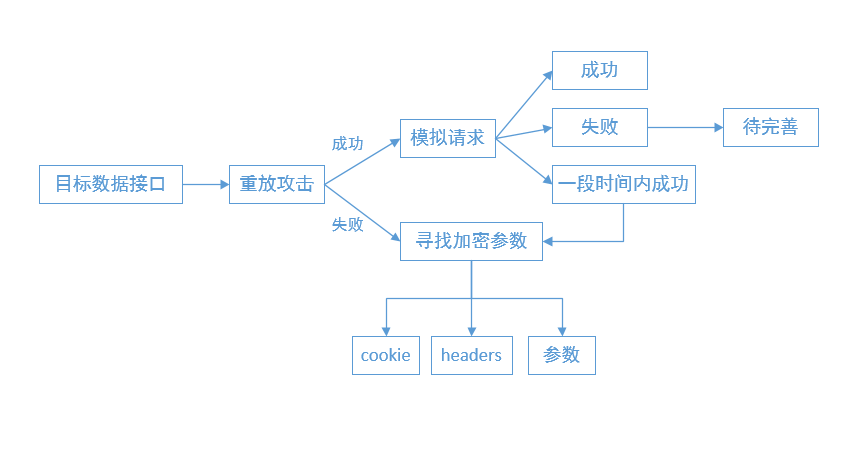 目标数据接口
重放攻击
成功
失败
模拟请求
成功
失败
待完善
一段时间内成功
寻找加密参数
cookie
headers
参数